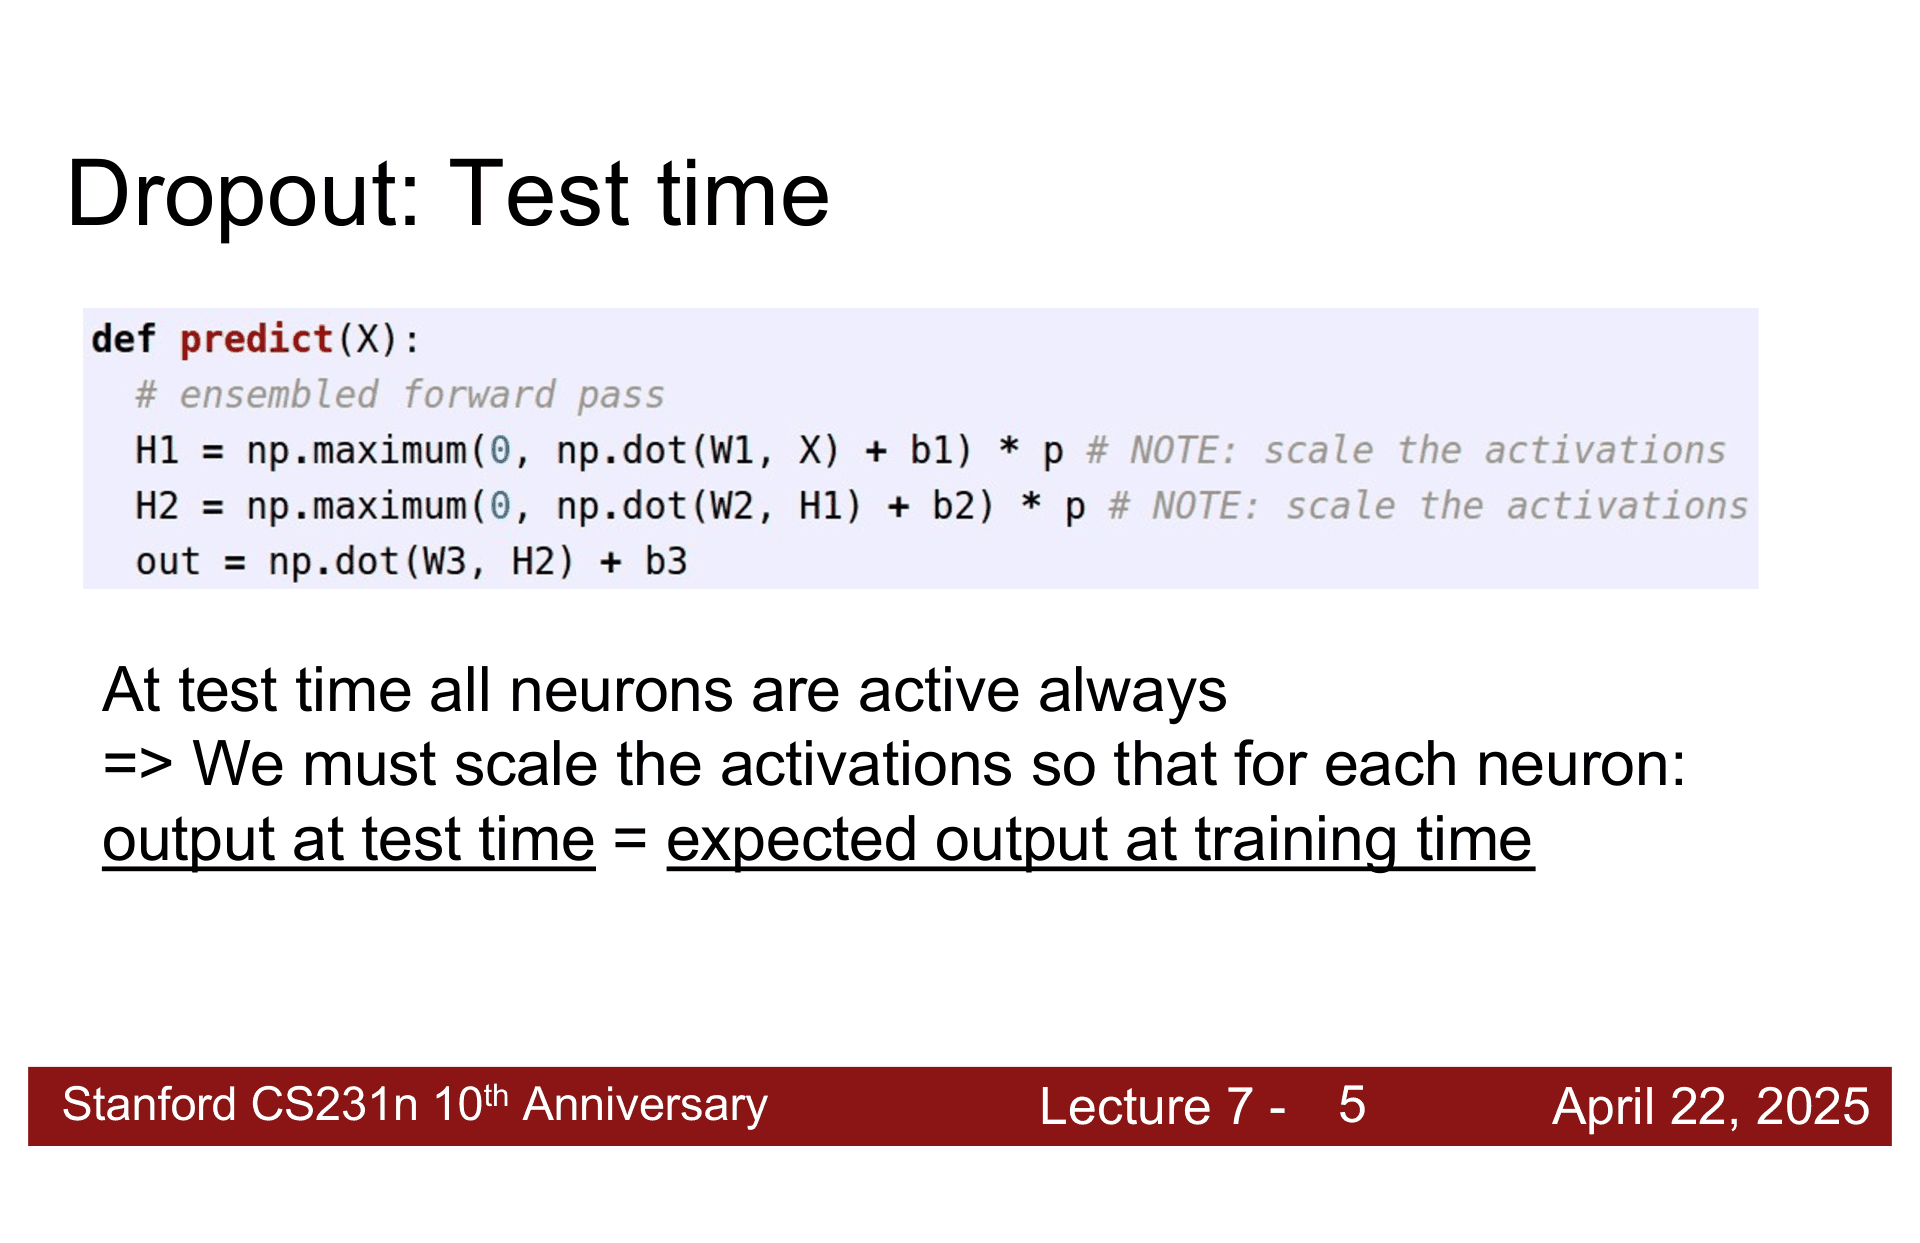 Dropout: Test time
def predict(X):
  # ensembled forward pass
  H1 = np.maximum(0, np.dot(W1, X) + b1) * p # NOTE: scale the activations
  H2 = np.maximum(0, np.dot(W2, H1) + b2) * p # NOTE: scale the activations
  out = np.dot(W3, H2) + b3
At test time all neurons are active always
=> We must scale the activations so that for each neuron:
output at test time = expected output at training time
Stanford CS231n 10th Anniversary Lecture 7 - 5 April 22, 2025